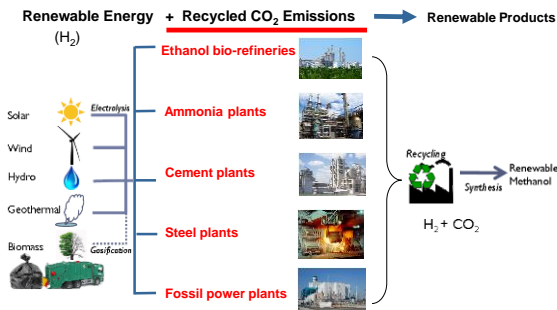 Renewable Energy + Recycled CO₂ Emissions Renewable Products
(H₂)
Ethanol bio-refineries
Solar
Electrolysis
Ammonia plants
Wind
Hydro
Cement plants
Recycling
Renewable
Methanol
Synthesis
Geothermal
H₂ + CO₂
Steel plants
Biomass
Gasification
Fossil power plants